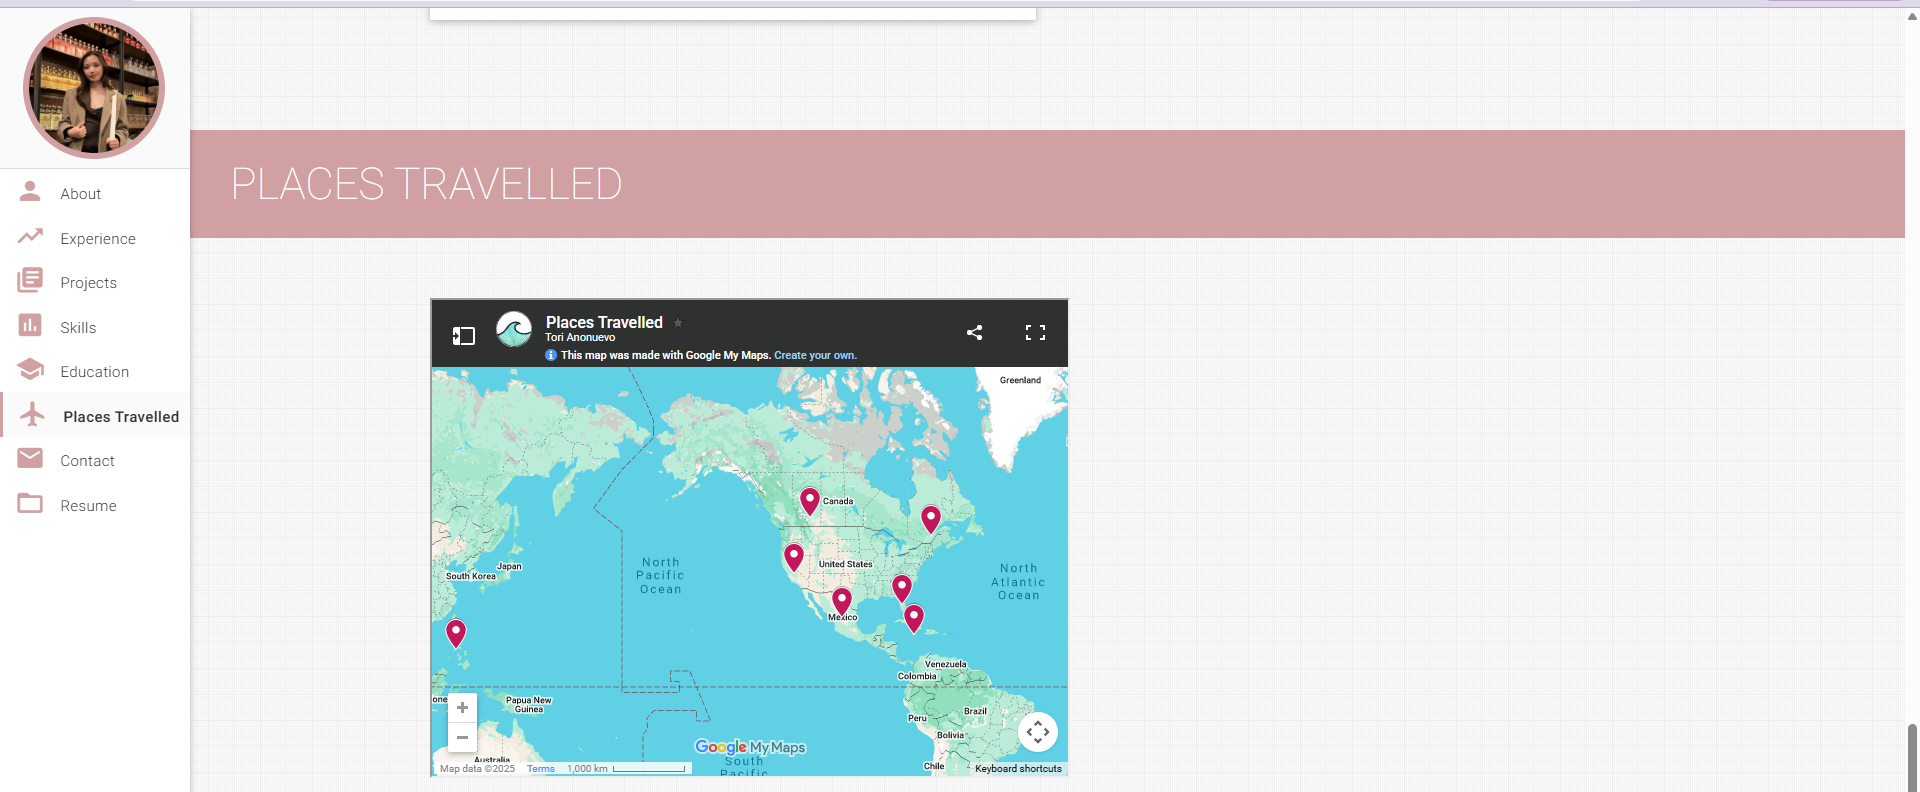 About
Experience
Projects
Skills
Education
Places Travelled
Contact
Resume
PLACES TRAVELLED
Places Travelled
Tori Anonuevo
This map was made with Google My Maps. Create your own.
Greenland
Canada
North
Pacific
Ocean
United States
North
Atlantic
Ocean
Japan
South Korea
Mexico
Venezuela
Colombia
Papua New
Guinea
Brazil
Peru
Bolivia
Chile
Australia
South
Pacific
one
+
−
Google My Maps
Map data ©2025
Terms
1,000 km
Keyboard shortcuts